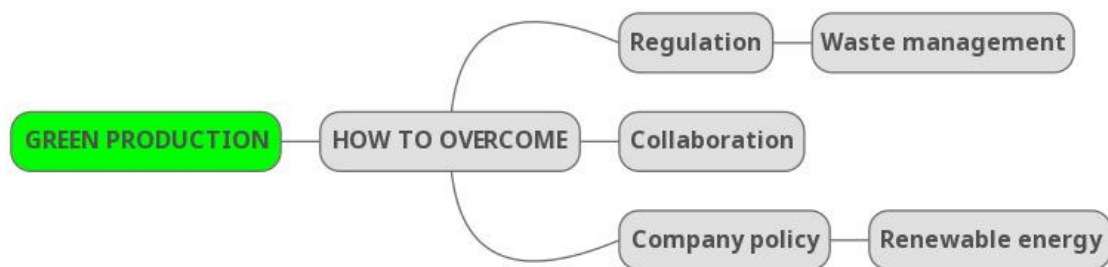 Regulation
Waste management
GREEN PRODUCTION
HOW TO OVERCOME
Collaboration
Company policy
Renewable energy